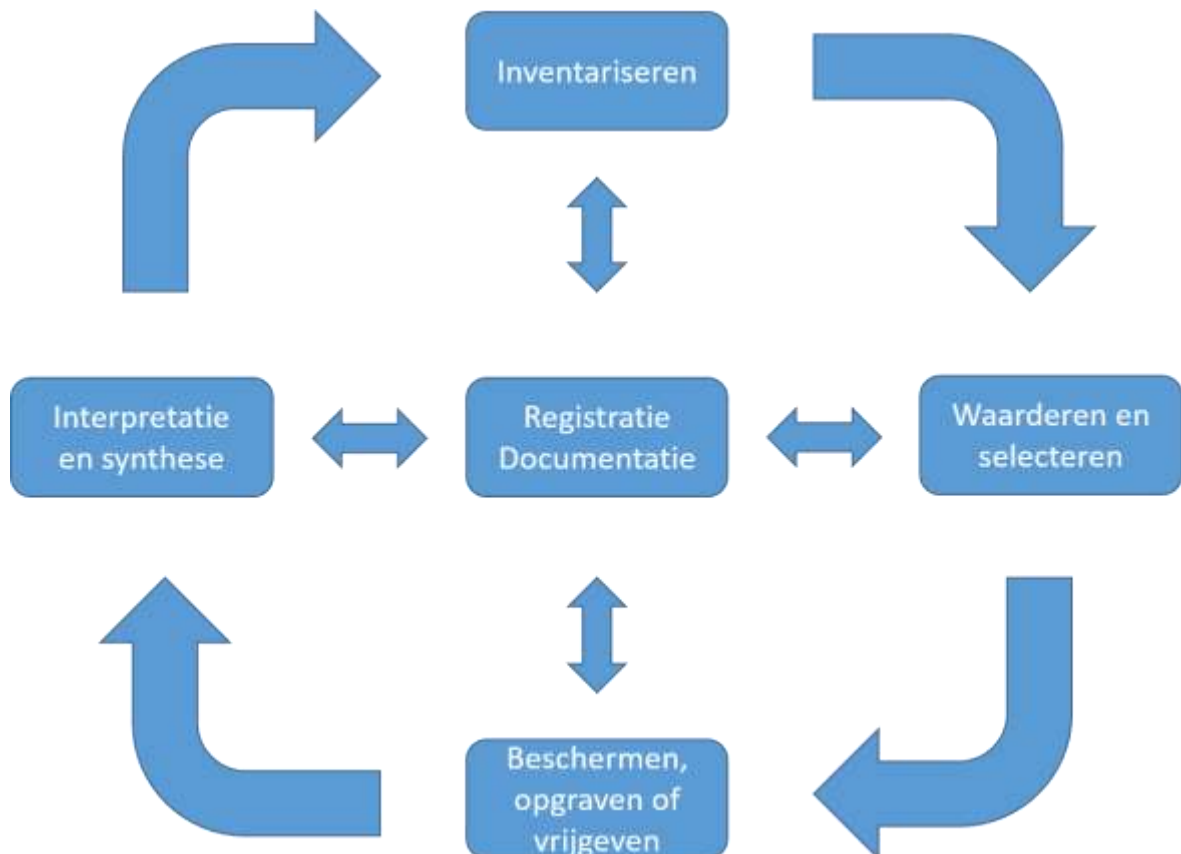 Inventariseren
Interpretatie
en synthese
Registratie
Documentatie
Waarderen en
selecteren
Beschermen,
opgraven of
vrijgeven